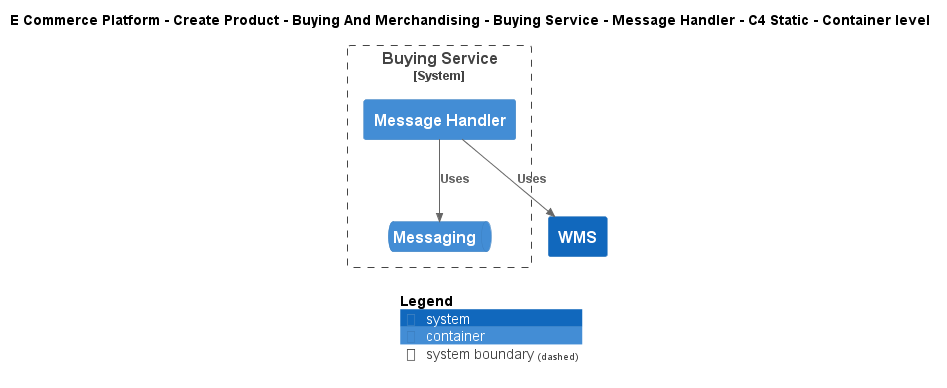 E Commerce Platform - Create Product - Buying And Merchandising - Buying Service - Message Handler - C4 Static - Container level
Buying Service
[System]
Message Handler
Uses
Uses
Messaging
WMS
Legend
system
container
system boundary (dashed)